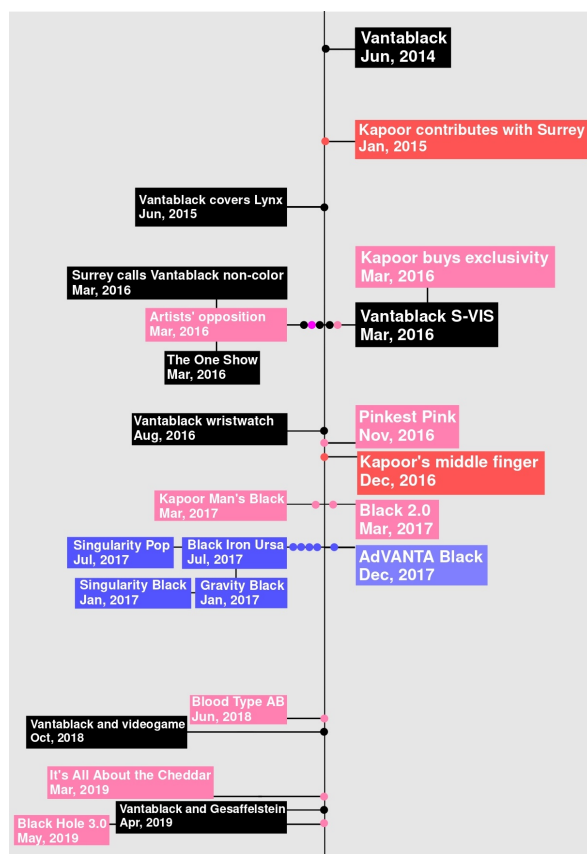 Vantablack
Jun, 2014
Kapoor contributes with Surrey
Jan, 2015
Vantablack covers Lynx
Jun, 2015
Surrey calls Vantablack non-color
Mar, 2016
Kapoor buys exclusivity
Mar, 2016
Artists' opposition
Mar, 2016
Vantablack S-VIS
Mar, 2016
The One Show
Mar, 2016
Vantablack wristwatch
Aug, 2016
Pinkest Pink
Nov, 2016
Kapoor's middle finger
Dec, 2016
Kapoor Man's Black
Mar, 2017
Black 2.0
Mar, 2017
Singularity Pop
Jul, 2017
Black Iron Ursa
Jul, 2017
AdVANTA Black
Dec, 2017
Singularity Black
Jan, 2017
Gravity Black
Jan, 2017
Blood Type AB
Jun, 2018
Vantablack and videogame
Oct, 2018
It's All About the Cheddar
Mar, 2019
Vantablack and Gesaffelstein
Apr, 2019
Black Hole 3.0
May, 2019